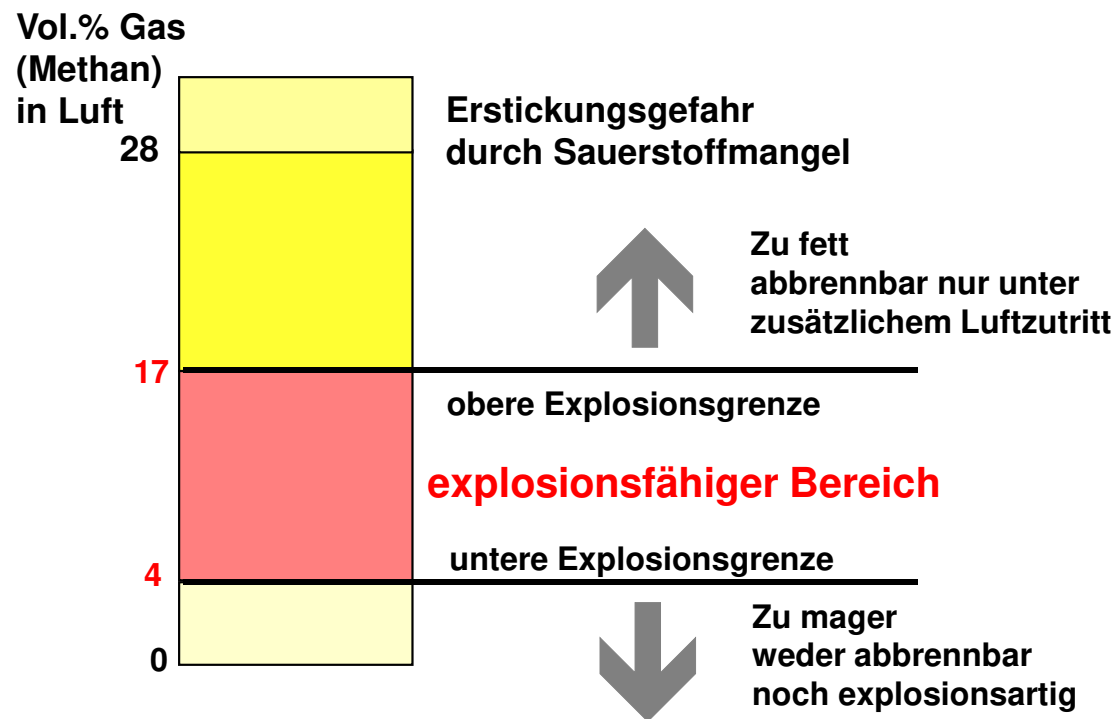 Vol.% Gas
(Methan)
in Luft
28
Erstickungsgefahr
durch Sauerstoffmangel
Zu fett
abbrennbar nur unter
zusätzlichem Luftzutritt
17
obere Explosionsgrenze
explosionsfähiger Bereich
untere Explosionsgrenze
4
Zu mager
weder abbrennbar
noch explosionsartig
0